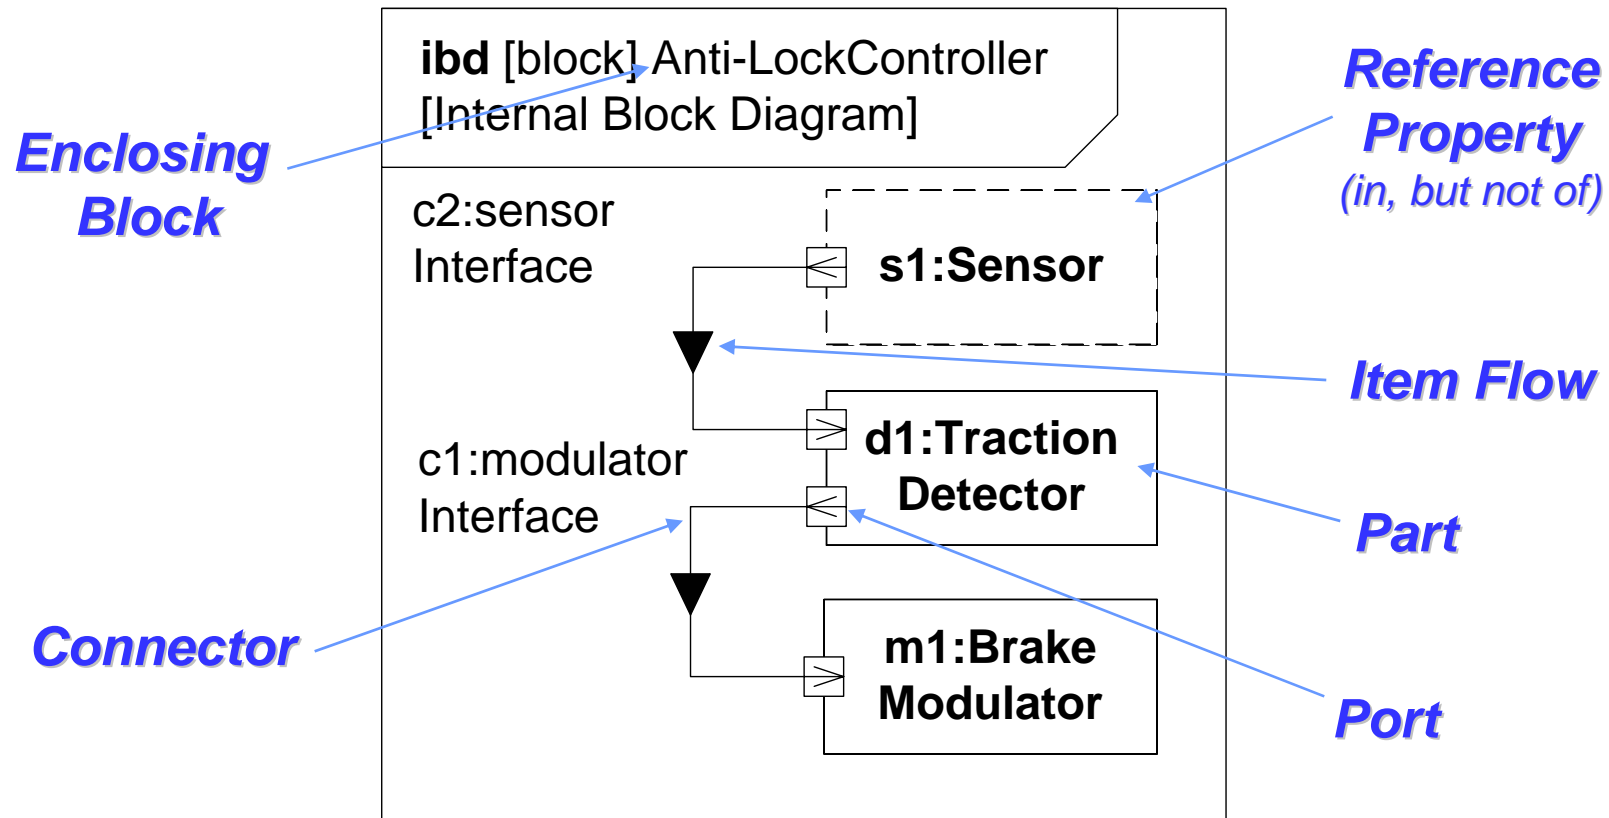 ibd [block] Anti-LockController
[Internal Block Diagram]
Enclosing
Block
Reference
Property
(in, but not of)
c2:sensor
Interface
s1:Sensor
Item Flow
d1:Traction
Detector
c1:modulator
Interface
Part
Connector
m1:Brake
Modulator
Port